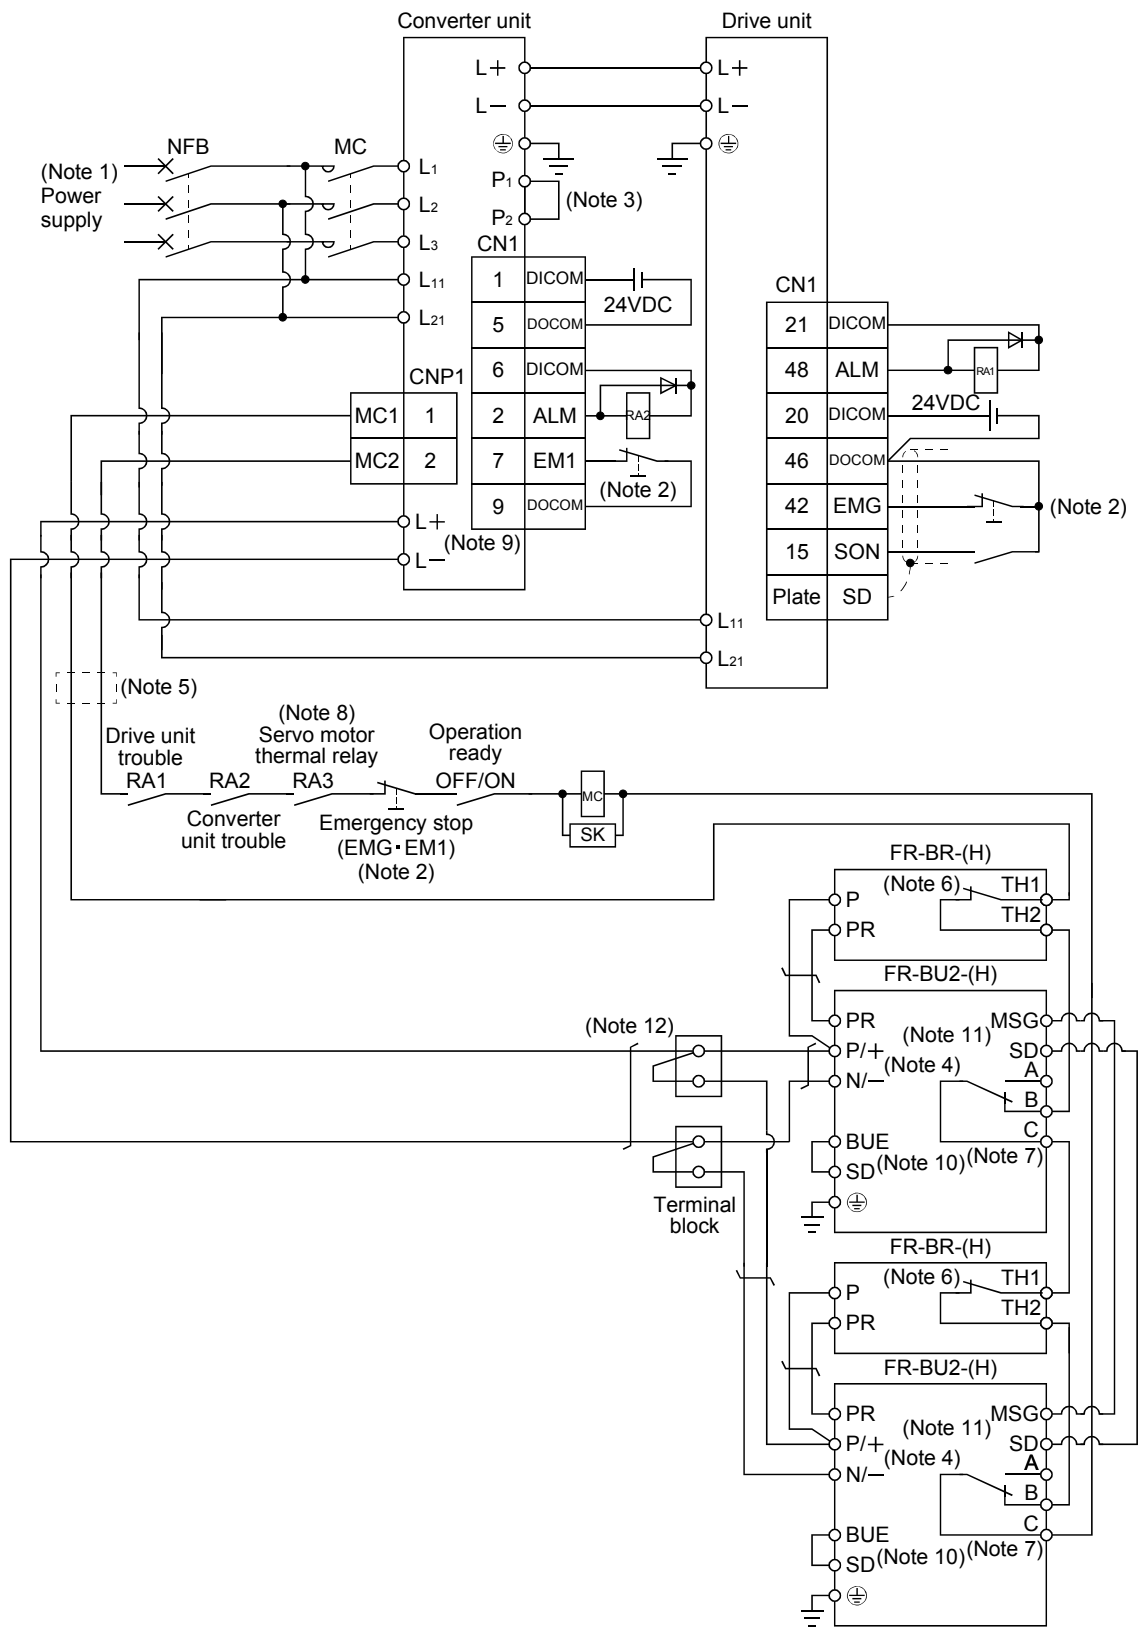 Converter unit
Drive unit
L+
L+
L−
L−
NFB
MC
(Note 1)
Power
supply
L1
L2
L3
L11
L21
P1
P2
(Note 3)
CN1
1 DICOM
24VDC
5 DOCOM
6 DICOM
2 ALM
RA2
7 EM1
(Note 2)
9 DOCOM
CNP1
MC1 1
MC2 2
L+
(Note 9)
L−
CN1
21 DICOM
48 ALM
RA1
20 DICOM
24VDC
46 DOCOM
42 EMG
(Note 2)
15 SON
Plate SD
L11
L21
(Note 5)
Drive unit
trouble
RA1
RA2
Converter
unit trouble
(Note 8)
Servo motor
thermal relay
RA3
Emergency stop
(EMG·EM1)
(Note 2)
Operation
ready
OFF/ON
MC
SK
FR-BR-(H)
(Note 6)
TH1
P
TH2
PR
FR-BU2-(H)
PR
(Note 11)
MSG
P/+
(Note 4)
SD
N/−
A
B
C
BUE
(Note 10)
(Note 7)
SD
(Note 12)
Terminal
block
FR-BR-(H)
(Note 6)
TH1
P
TH2
PR
FR-BU2-(H)
PR
(Note 11)
MSG
P/+
(Note 4)
SD
N/−
A
B
C
BUE
(Note 10)
(Note 7)
SD